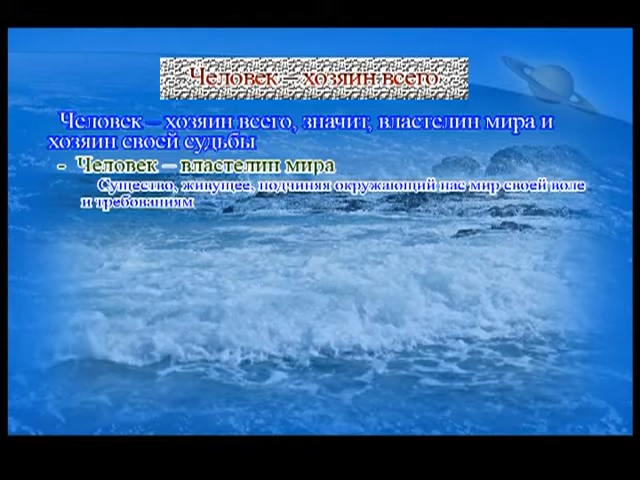 Человек – хозяин всего
Человек – хозяин всего, значит, властелин мира и
хозяин своей судьбы
- Человек – властелин мира
Существо, живущее, подчиняя окружающий нас мир своей воле
и требованиям